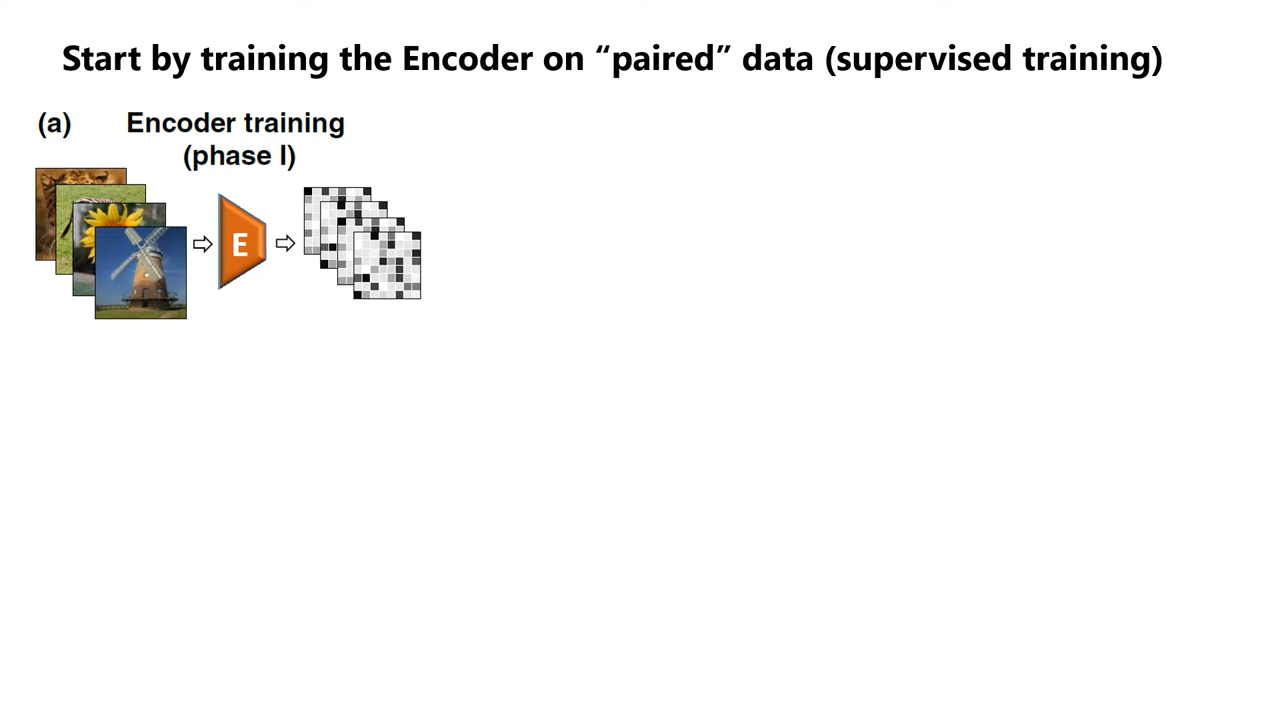 Start by training the Encoder on “paired” data (supervised training)
(a) Encoder training
(phase I)
E